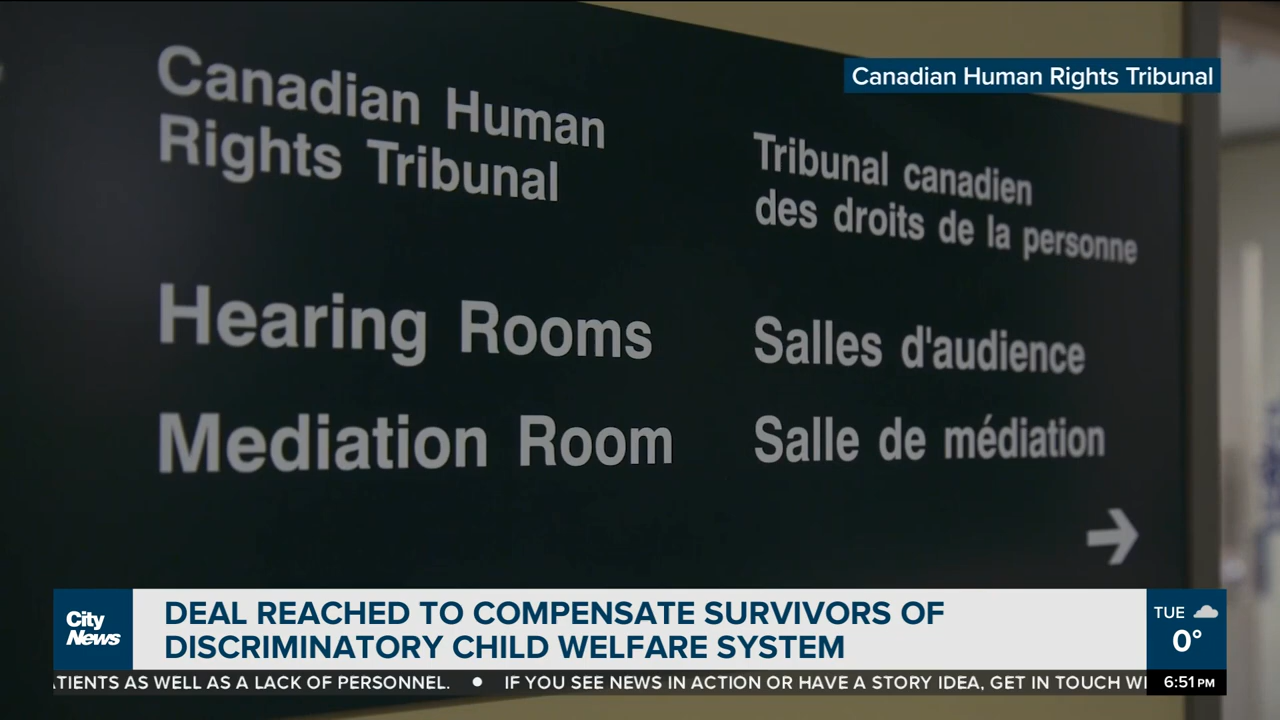 Canadian Human Rights Tribunal
Canadian Human
Rights Tribunal
Tribunal canadien
des droits de la personne
Hearing Rooms
Salles d'audience
Mediation Room
Salle de médiation
City
News
DEAL REACHED TO COMPENSATE SURVIVORS OF
DISCRIMINATORY CHILD WELFARE SYSTEM
TUE
0°
AS WELL AS A LACK OF PERSONNEL. ● IF YOU SEE NEWS IN ACTION OR HAVE A STORY IDEA, GET IN TOUCH
6:51 PM